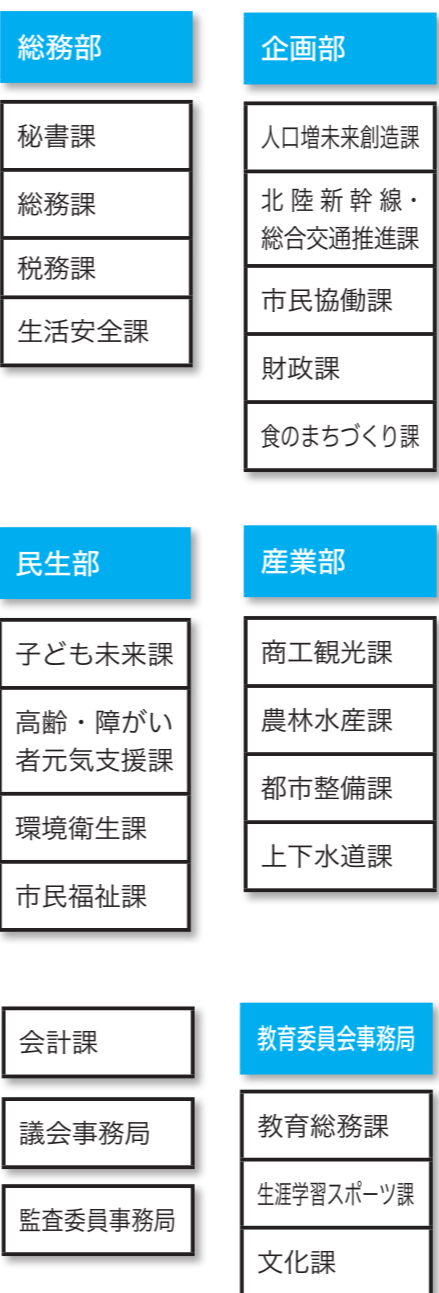 総務部
秘書課
総務課
税務課
生活安全課
企画部
人口増未来創造課
北陸新幹線・
総合交通推進課
市民協働課
財政課
食のまちづくり課
民生部
子ども未来課
高齢・障がい
者元気支援課
環境衛生課
市民福祉課
産業部
商工観光課
農林水産課
都市整備課
上下水道課
会計課
議会事務局
監査委員事務局
教育委員会事務局
教育総務課
生涯学習スポーツ課
文化課